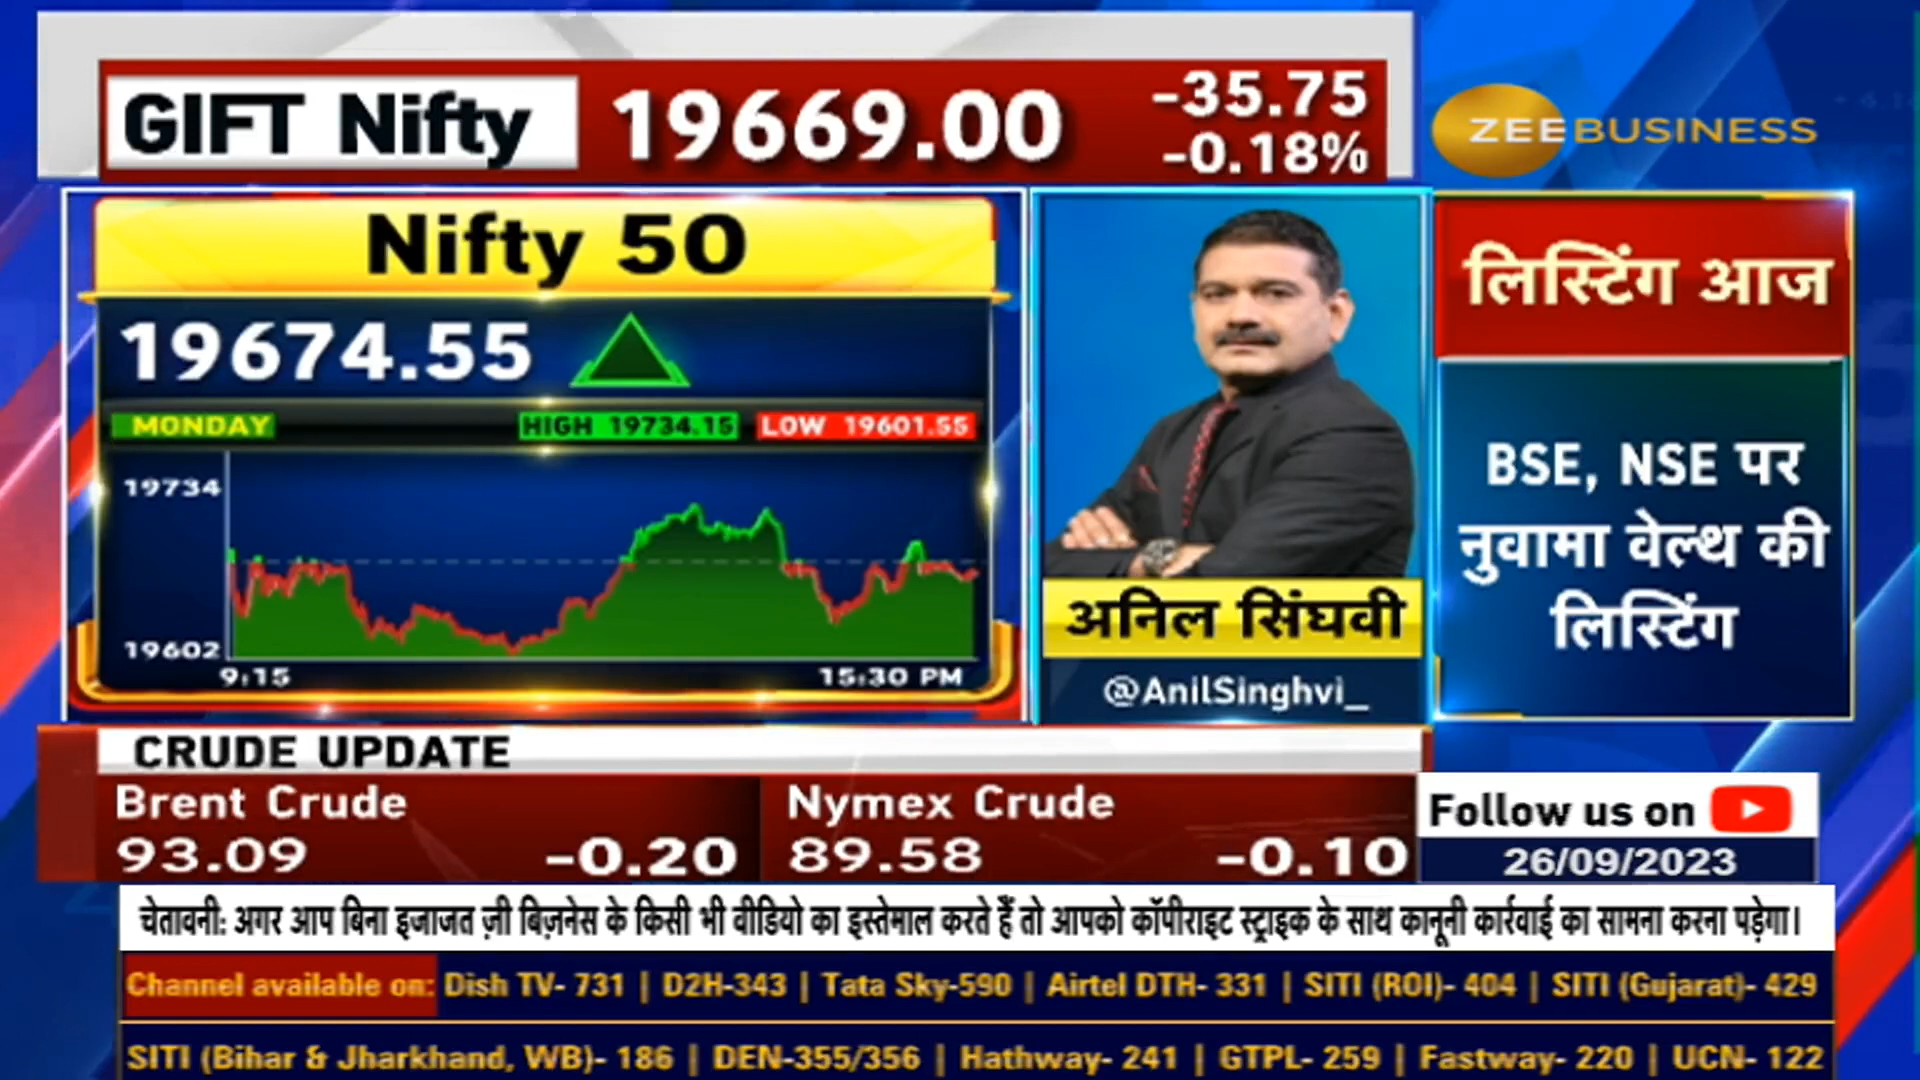 GIFT Nifty 19669.00 -35.75
-0.18%
ZEEBUSINESS
Nifty 50
19674.55
MONDAY HIGH 19734.15 LOW 19601.55
19734
19602
9:15 15:30 PM
अनिल सिंघवी
@AnilSinghvi_
लिस्टिंग आज
BSE, NSE पर
नुवामा वेल्थ की
लिस्टिंग
CRUDE UPDATE
Brent Crude
93.09 -0.20
Nymex Crude
89.58 -0.10
Follow us on
26/09/2023
चेतावनी: अगर आप बिना इजाजत ज़ी बिज़नेस के किसी भी वीडियो का इस्तेमाल करते हैं तो आपको कॉपीराइट स्ट्राइक के साथ कानूनी कार्रवाई का सामना करना पड़ेगा।
Channel available on: Dish TV- 731 | D2H-343 | Tata Sky-590 | Airtel DTH- 331 | SITI (ROI)- 404 | SITI (Gujarat)- 429
SITI (Bihar & Jharkhand, WB)- 186 | DEN-355/356 | Hathway- 241 | GTPL- 259 | Fastway- 220 | UCN- 122